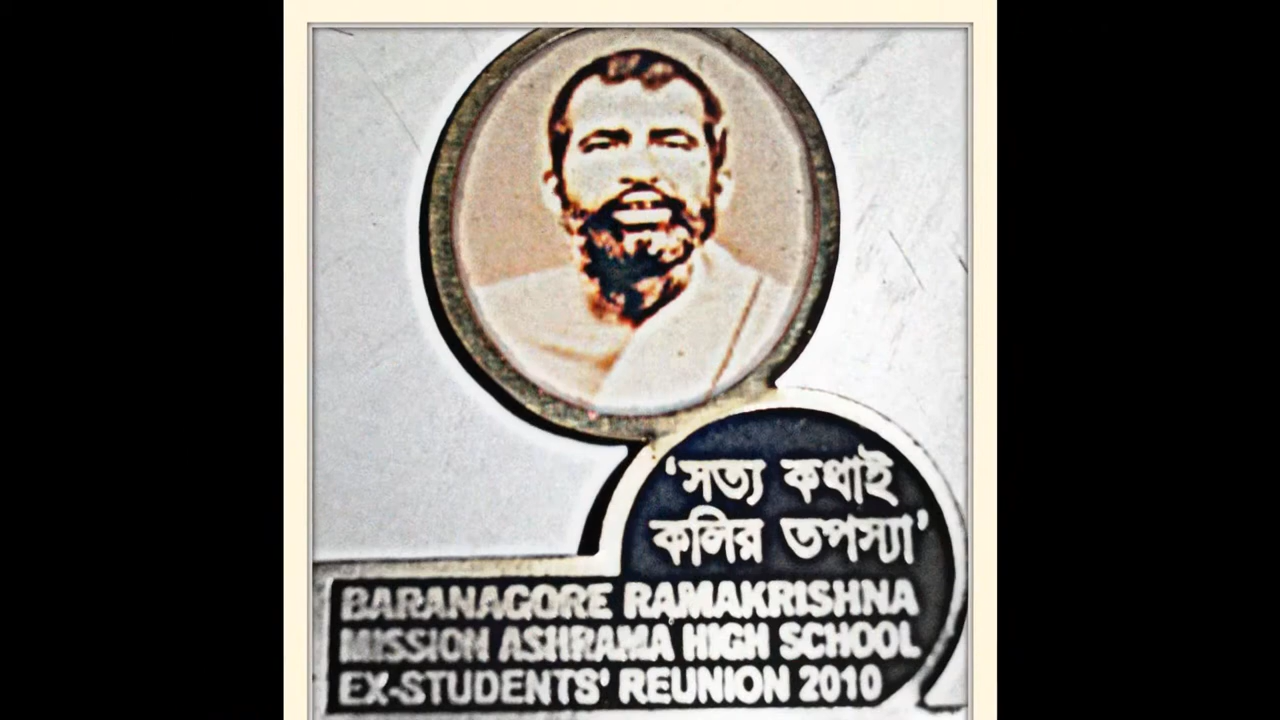 ‘সত্য কথাই
কলির তপস্যা’
BARANAGORE RAMAKRISHNA
MISSION ASHRAMA HIGH SCHOOL
EX-STUDENTS' REUNION 2010